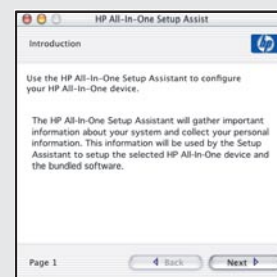 HP All-In-One Setup Assist
Introduction
hp
Use the HP All-In-One Setup Assistant to configure
your HP All-in-One device.
The HP All-In-One Setup Assistant will gather important
information about your system and collect your personal
information. This information will be used by the Setup
Assistant to setup the selected HP All-in-One device and
the bundled software.
Page 1
Back
Next